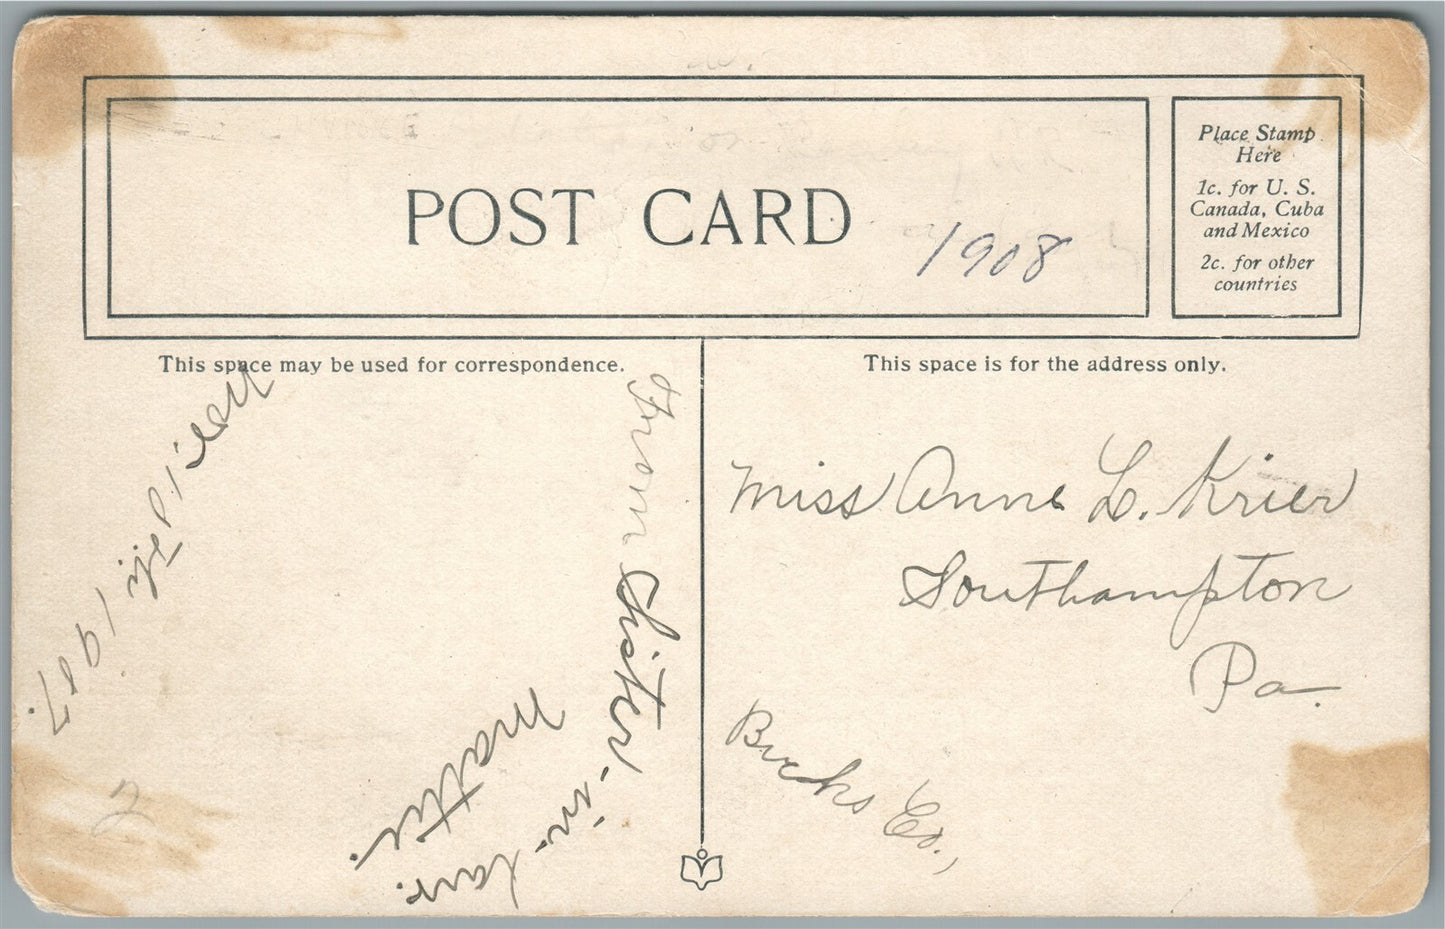 POST CARD
1908
Place Stamp
Here
1c. for U. S.
Canada, Cuba
and Mexico
2c. for other
countries
This space may be used for correspondence.
This space is for the address only.
1907.
From Sister-in-law.
Mattie.
2
Miss Anna L. Krier
Southampton
Pa.
Bucks Co.,